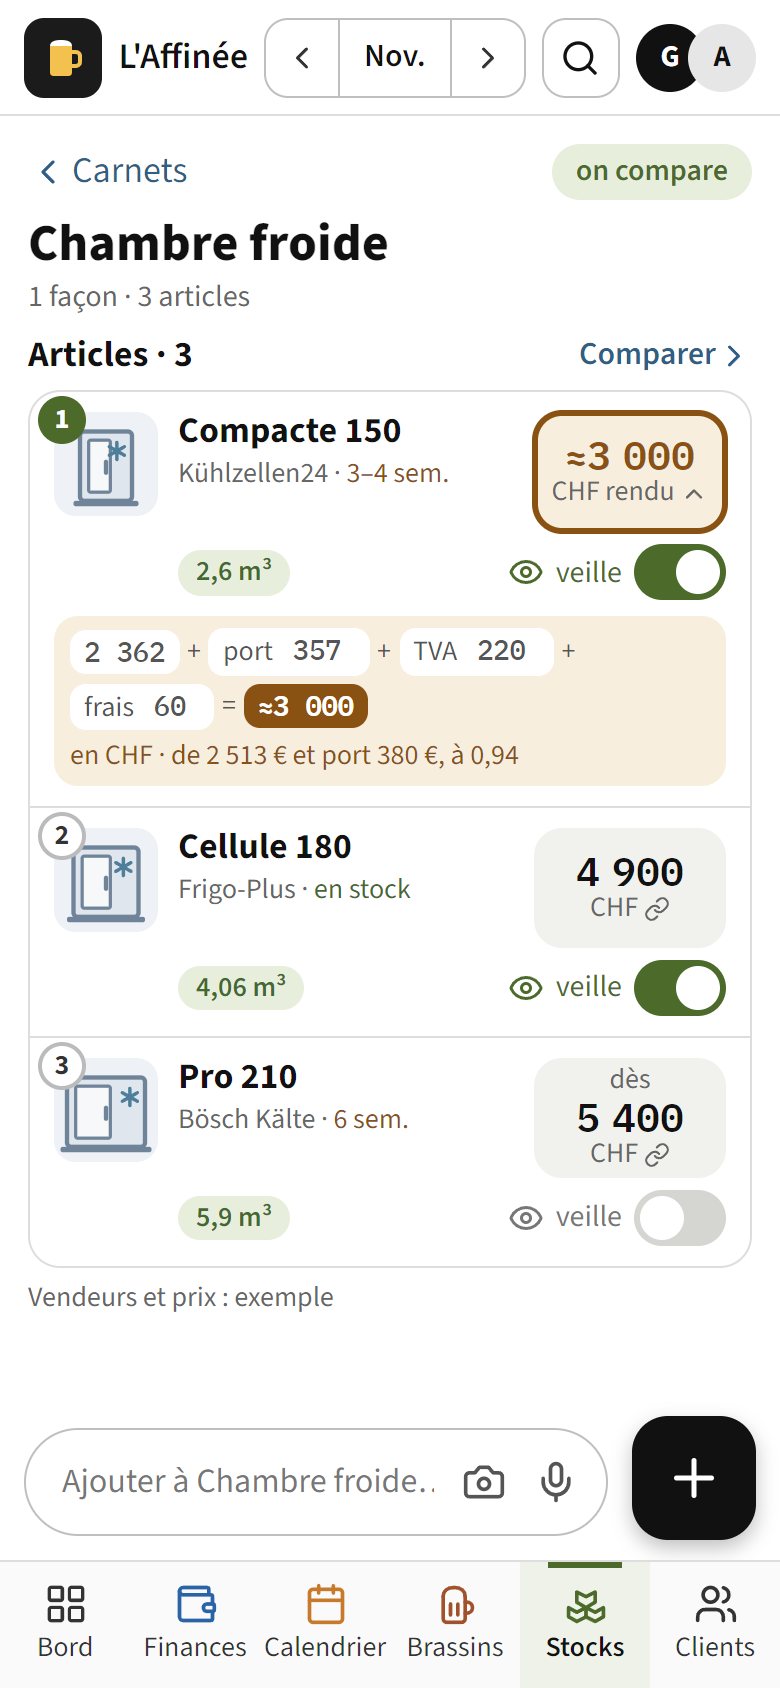 L'Affinée
Nov.
G A
Carnets
on compare
Chambre froide
1 façon · 3 articles
Articles · 3
Comparer
1
Compacte 150
Kühlzellen24 · 3–4 sem.
≈3 000
CHF rendu
2,6 m³
veille
2 362 + port 357 + TVA 220 +
frais 60 = ≈3 000
en CHF · de 2 513 € et port 380 €, à 0,94
2
Cellule 180
Frigo-Plus · en stock
4 900
CHF
4,06 m³
veille
3
Pro 210
Bösch Kälte · 6 sem.
dès
5 400
CHF
5,9 m³
veille
Vendeurs et prix : exemple
Ajouter à Chambre froide..
Bord
Finances
Calendrier
Brassins
Stocks
Clients